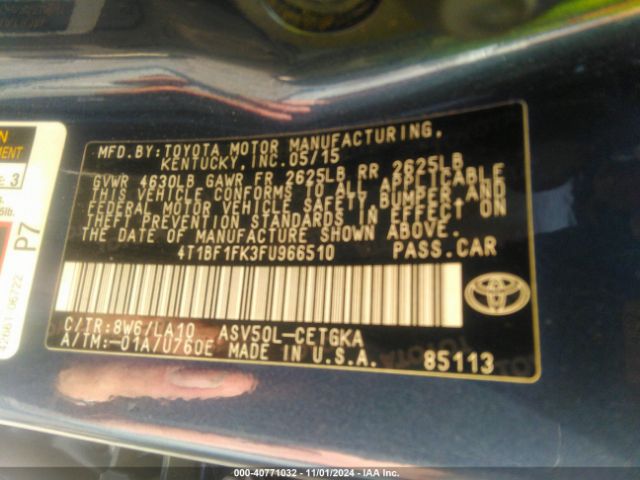 MFD. BY:TOYOTA MOTOR MANUFACTURING,
KENTUCKY, INC.05/15
GVWR 4630LB GAWR FR 2625LB RR 2625LB
THIS VEHICLE CONFORMS TO ALL APPLICABLE
FEDERAL MOTOR VEHICLE SAFETY,BUMPER,AND
THEFT PREVENTION STANDARDS IN EFFECT ON
THE DATE OF MANUFACTURE SHOWN ABOVE.
4T1BF1FK3FU966510 PASS.CAR
C/TR:8W6/LA10 ASV50L-CETGKA
A/TM:-01A/U760E MADE IN U.S.A. 85113
P7
000-40771032 - 11/01/2024 - IAA Inc.